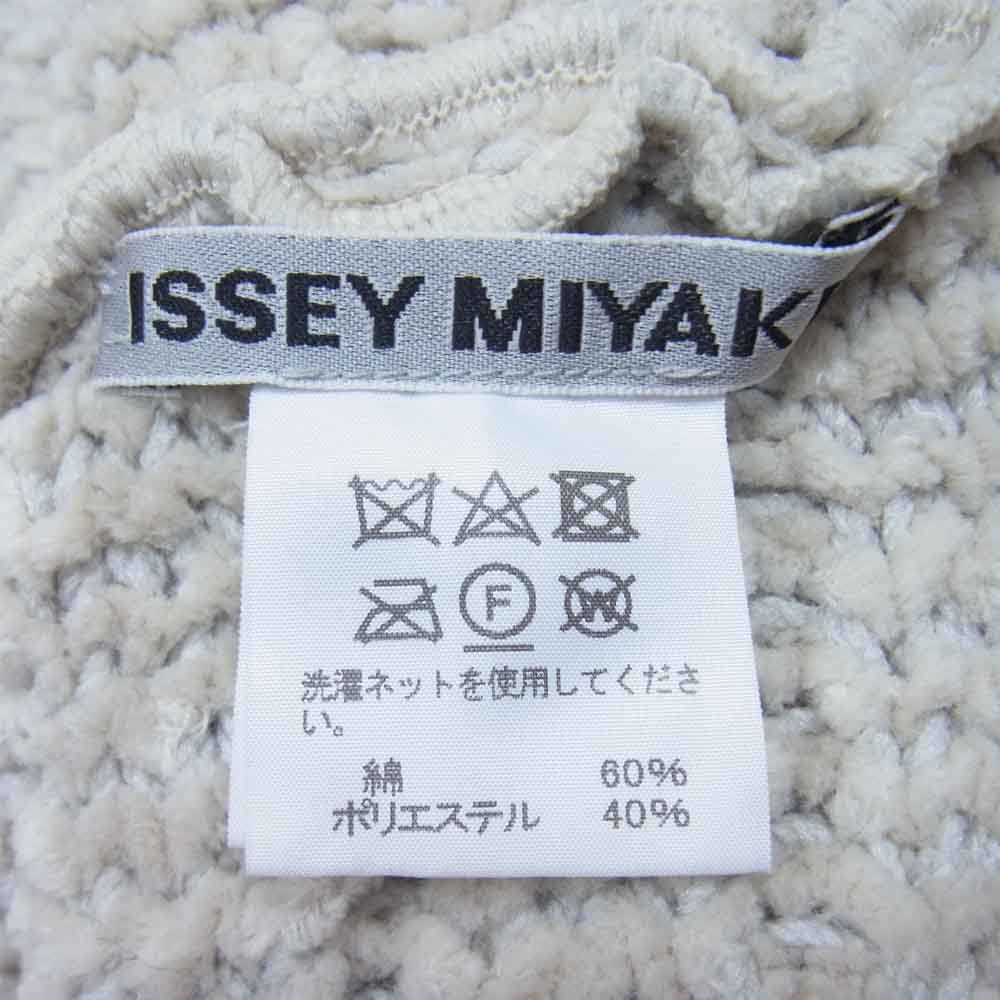 ISSEY MIYAK
F
W
洗濯ネットを使用してくださ
い。
綿 60%
ポリエステル 40%